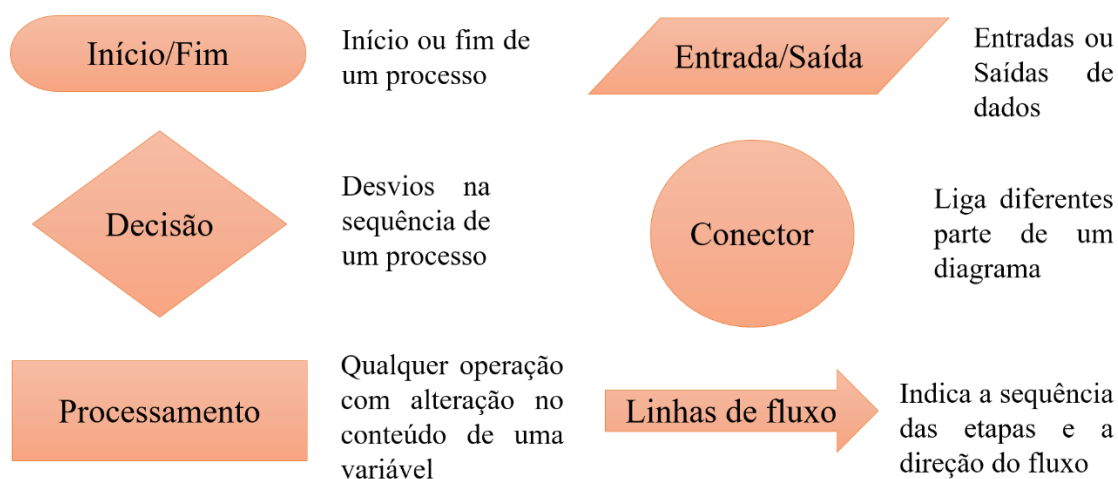 Início/Fim
Início ou fim de
um processo
Entrada/Saída
Entradas ou
Saídas de
dados
Decisão
Desvios na
sequência de
um processo
Conector
Liga diferentes
parte de um
diagrama
Processamento
Qualquer operação
com alteração no
conteúdo de uma
variável
Linhas de fluxo
Indica a sequência
das etapas e a
direção do fluxo